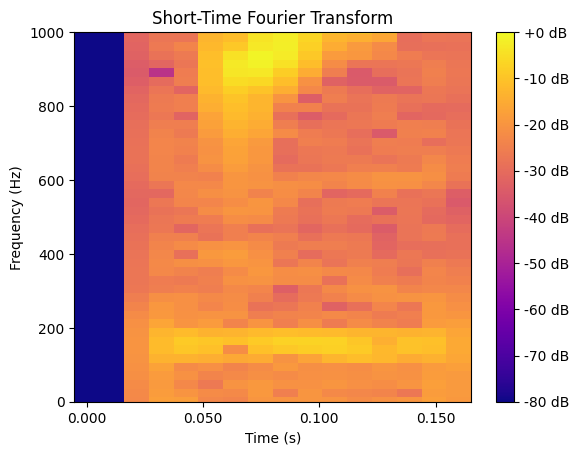 Short-Time Fourier Transform
1000
800
600
400
200
0
Frequency (Hz)
0.000
0.050
0.100
0.150
Time (s)
+0 dB
-10 dB
-20 dB
-30 dB
-40 dB
-50 dB
-60 dB
-70 dB
-80 dB